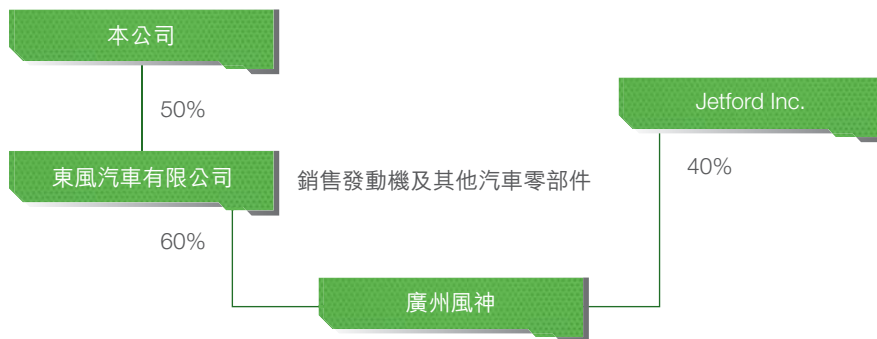 本公司
50%
Jetford Inc.
40%
東風汽車有限公司
銷售發動機及其他汽車零部件
60%
廣州風神